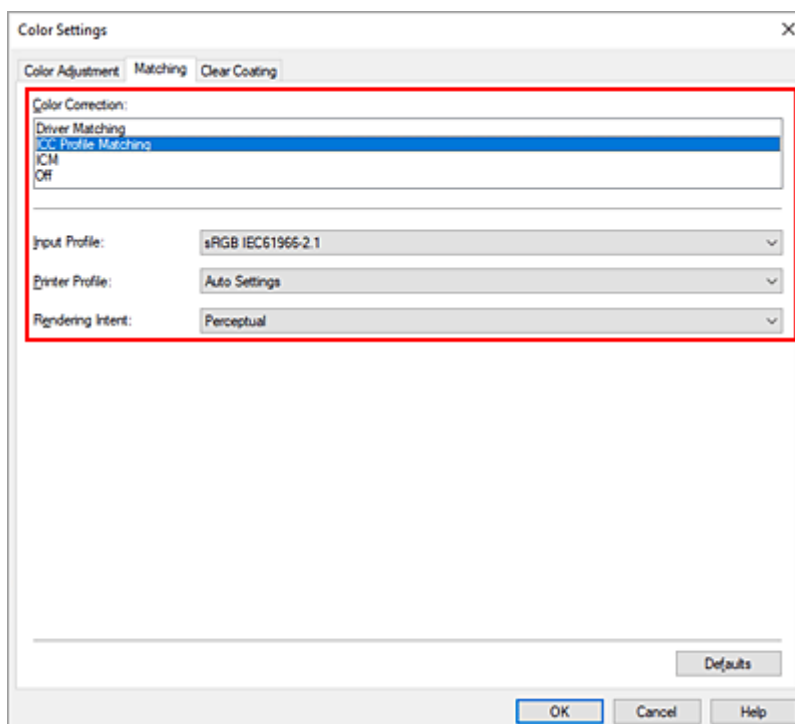 Color Settings
Color Adjustment Matching Clear Coating
Color Correction:
Driver Matching
ICC Profile Matching
ICM
Off
Input Profile: sRGB IEC61966-2.1
Printer Profile: Auto Settings
Rendering Intent: Perceptual
Defaults
OK Cancel Help